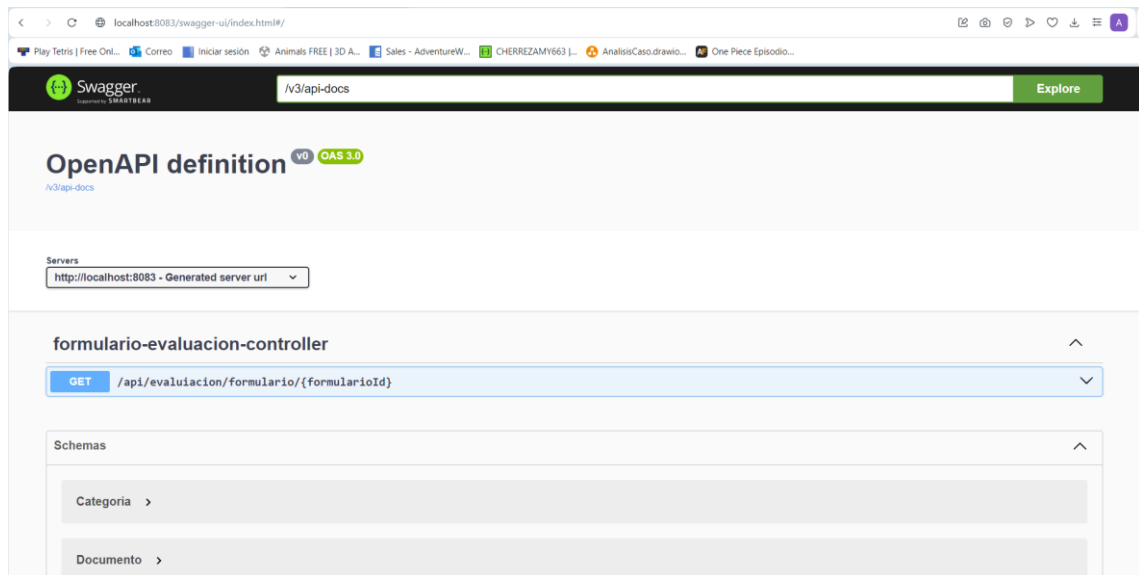 localhost:8083/swagger-ui/index.html#/
A
Play Tetris | Free Onl... Correo Iniciar sesión Animals FREE | 3D A... Sales - AdventureW... CHERREZAMY663 |... AnalisisCaso.drawio... One Piece Episodio...
Swagger.
Supported by SMARTBEAR
/v3/api-docs
Explore
OpenAPI definition v0 OAS 3.0
/v3/api-docs
Servers
http://localhost:8083 - Generated server url
formulario-evaluacion-controller
GET /api/evaluiacion/formulario/{formularioId}
Schemas
Categoria
Documento